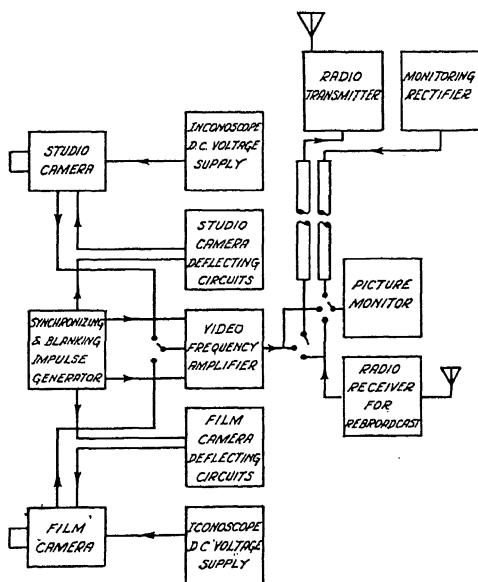 RADIO
TRANSMITTER
MONITORING
RECTIFIER
STUDIO
CAMERA
INCONOSCOPE
D.C. VOLTAGE
SUPPLY
STUDIO
CAMERA
DEFLECTING
CIRCUITS
PICTURE
MONITOR
SYNCHRONIZING
& BLANKING
IMPULSE
GENERATOR
VIDEO
FREQUENCY
AMPLIFIER
RADIO
RECEIVER
FOR
REBROADCAST
FILM
CAMERA
DEFLECTING
CIRCUITS
FILM
CAMERA
ICONOSCOPE
D.C. VOLTAGE
SUPPLY